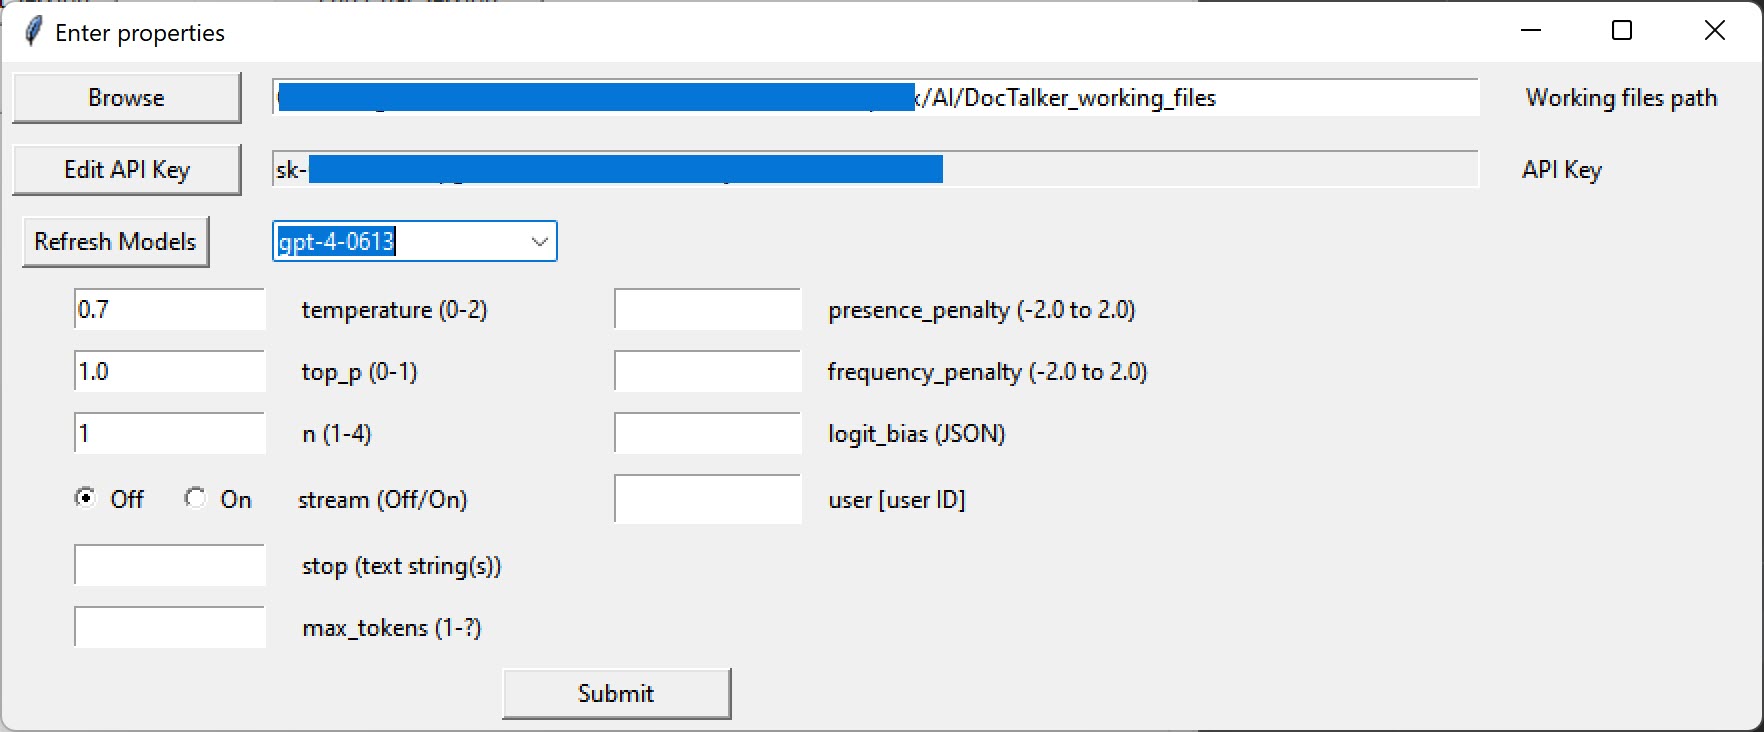 Enter properties
Browse /AI/DocTalker_working_files Working files path
Edit API Key sk- API Key
Refresh Models gpt-4-0613
0.7 temperature (0-2) presence_penalty (-2.0 to 2.0)
1.0 top_p (0-1) frequency_penalty (-2.0 to 2.0)
1 n (1-4) logit_bias (JSON)
Off On stream (Off/On) user [user ID]
stop (text string(s))
max_tokens (1-?)
Submit